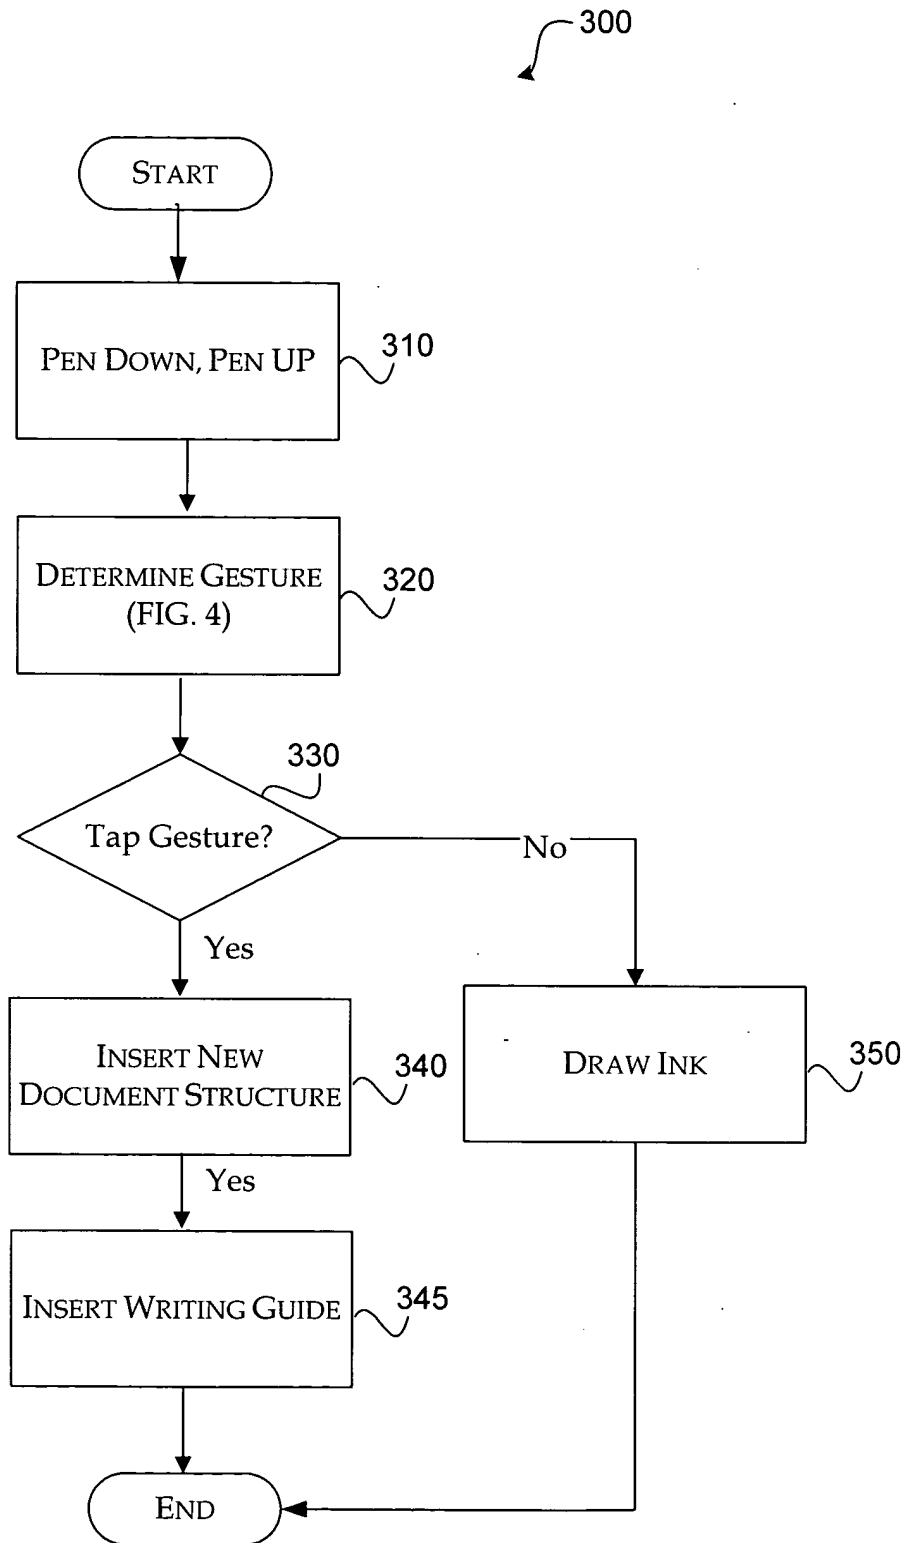 300
START
PEN DOWN, PEN UP
310
DETERMINE GESTURE
(FIG. 4)
320
330
Tap Gesture?
No
Yes
INSERT NEW
DOCUMENT STRUCTURE
340
DRAW INK
350
Yes
INSERT WRITING GUIDE
345
END